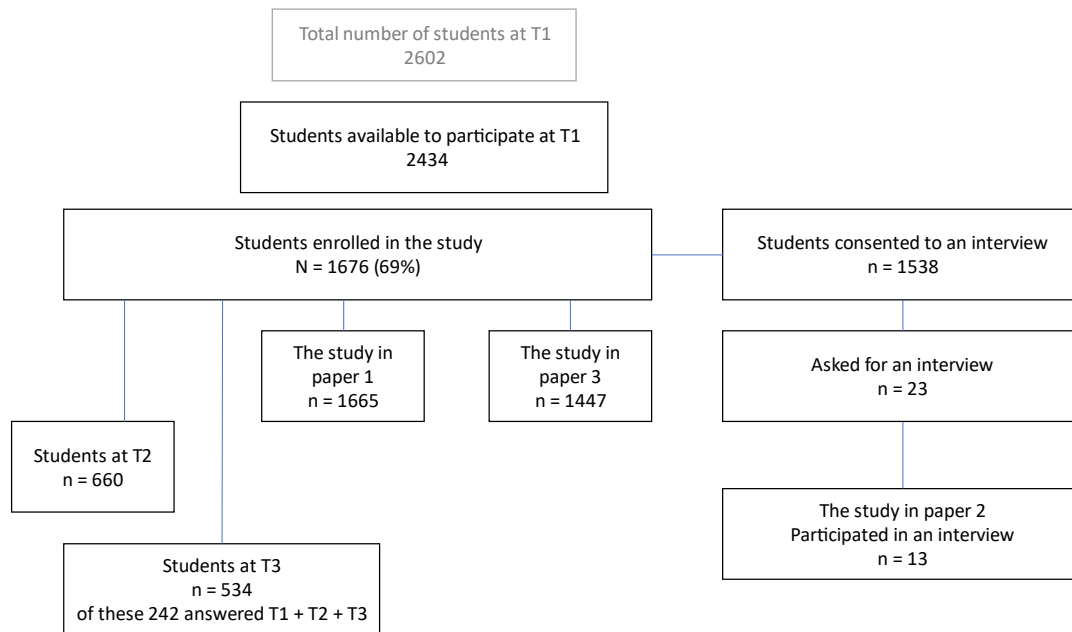 Total number of students at T1
2602
Students available to participate at T1
2434
Students enrolled in the study
N = 1676 (69%)
Students consented to an interview
n = 1538
The study in
paper 1
n = 1665
The study in
paper 3
n = 1447
Asked for an interview
n = 23
Students at T2
n = 660
The study in paper 2
Participated in an interview
n = 13
Students at T3
n = 534
of these 242 answered T1 + T2 + T3